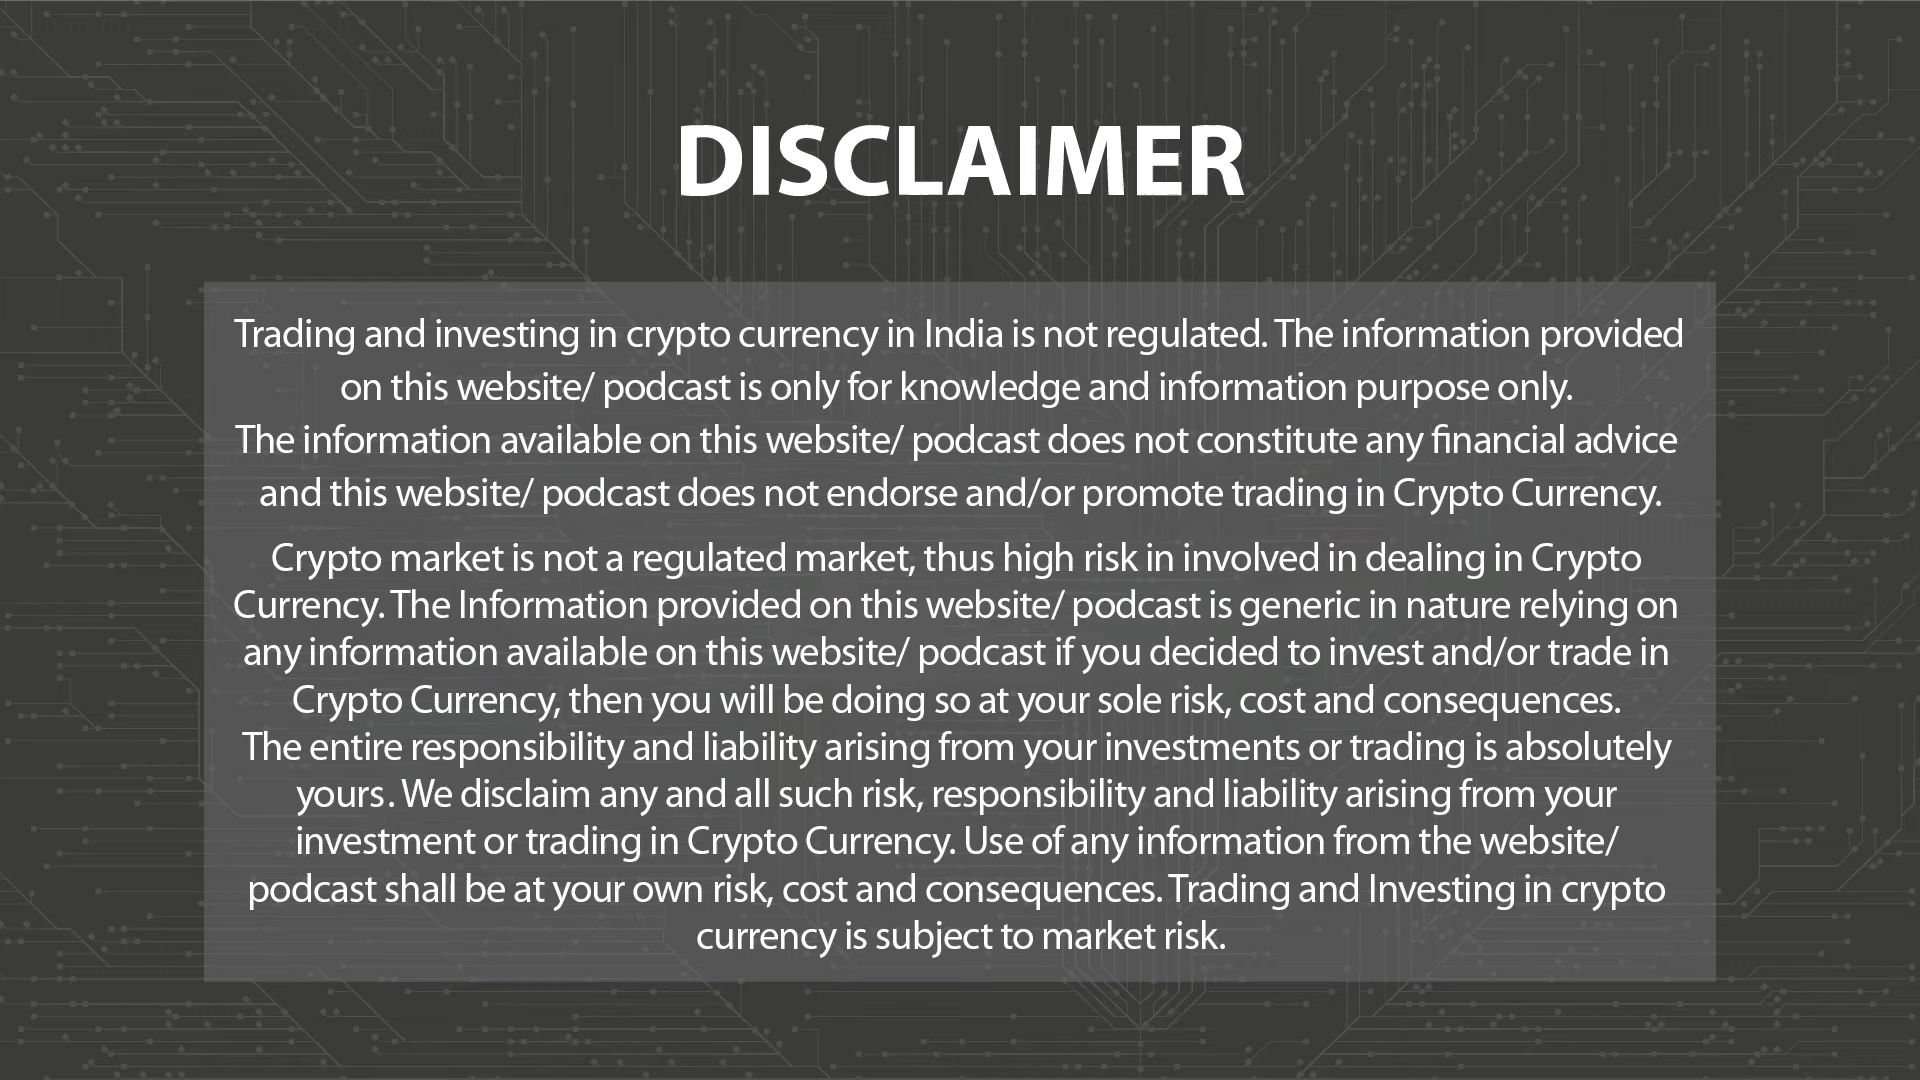 DISCLAIMER
Trading and investing in crypto currency in India is not regulated. The information provided
on this website/ podcast is only for knowledge and information purpose only.
The information available on this website/ podcast does not constitute any financial advice
and this website/ podcast does not endorse and/or promote trading in Crypto Currency.
Crypto market is not a regulated market, thus high risk in involved in dealing in Crypto
Currency. The Information provided on this website/ podcast is generic in nature relying on
any information available on this website/ podcast if you decided to invest and/or trade in
Crypto Currency, then you will be doing so at your sole risk, cost and consequences.
The entire responsibility and liability arising from your investments or trading is absolutely
yours. We disclaim any and all such risk, responsibility and liability arising from your
investment or trading in Crypto Currency. Use of any information from the website/
podcast shall be at your own risk, cost and consequences. Trading and Investing in crypto
currency is subject to market risk.